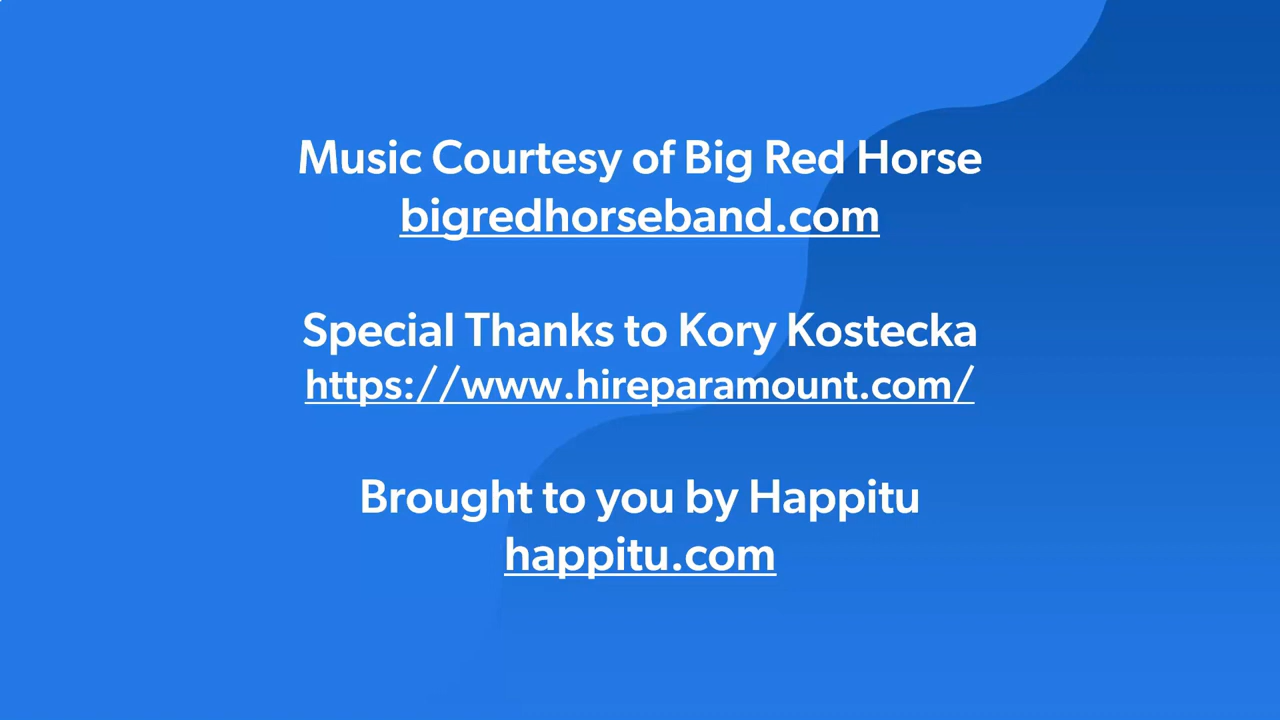 Music Courtesy of Big Red Horse
bigredhorseband.com
Special Thanks to Kory Kostecka
https://www.hireparamount.com/
Brought to you by Happitu
happitu.com